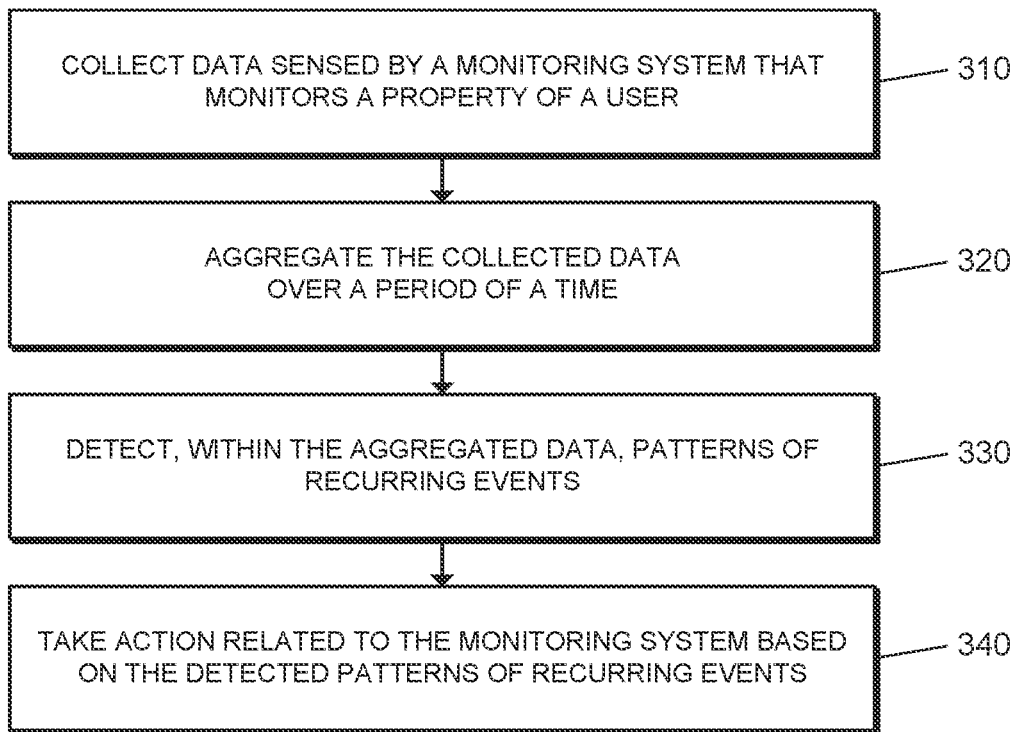 COLLECT DATA SENSED BY A MONITORING SYSTEM THAT
MONITORS A PROPERTY OF A USER
310
AGGREGATE THE COLLECTED DATA
OVER A PERIOD OF A TIME
320
DETECT, WITHIN THE AGGREGATED DATA, PATTERNS OF
RECURRING EVENTS
330
TAKE ACTION RELATED TO THE MONITORING SYSTEM BASED
ON THE DETECTED PATTERNS OF RECURRING EVENTS
340